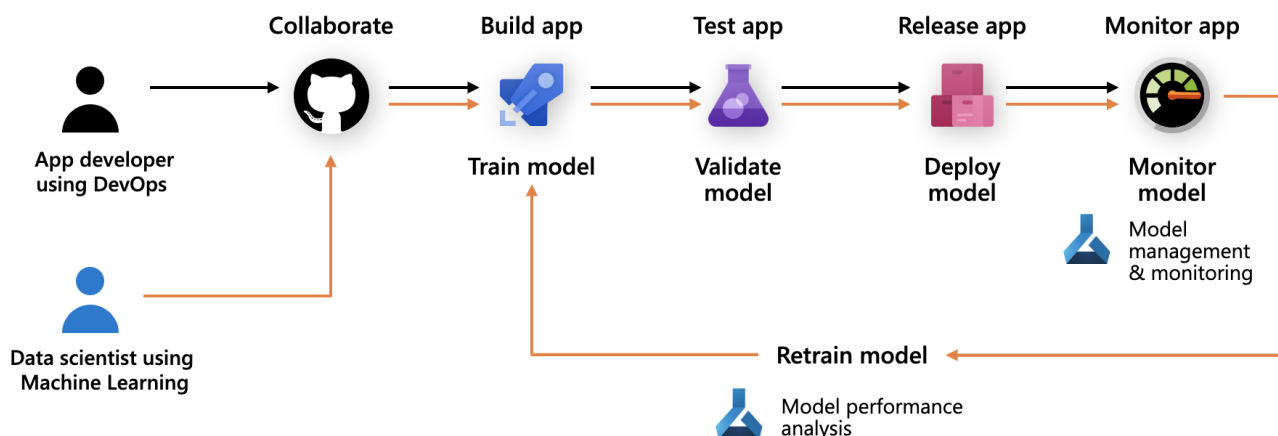 Collaborate
Build app
Test app
Release app
Monitor app
App developer
using DevOps
Train model
Validate
model
Deploy
model
Monitor
model
Model
management
& monitoring
Data scientist using
Machine Learning
Retrain model
Model performance
analysis